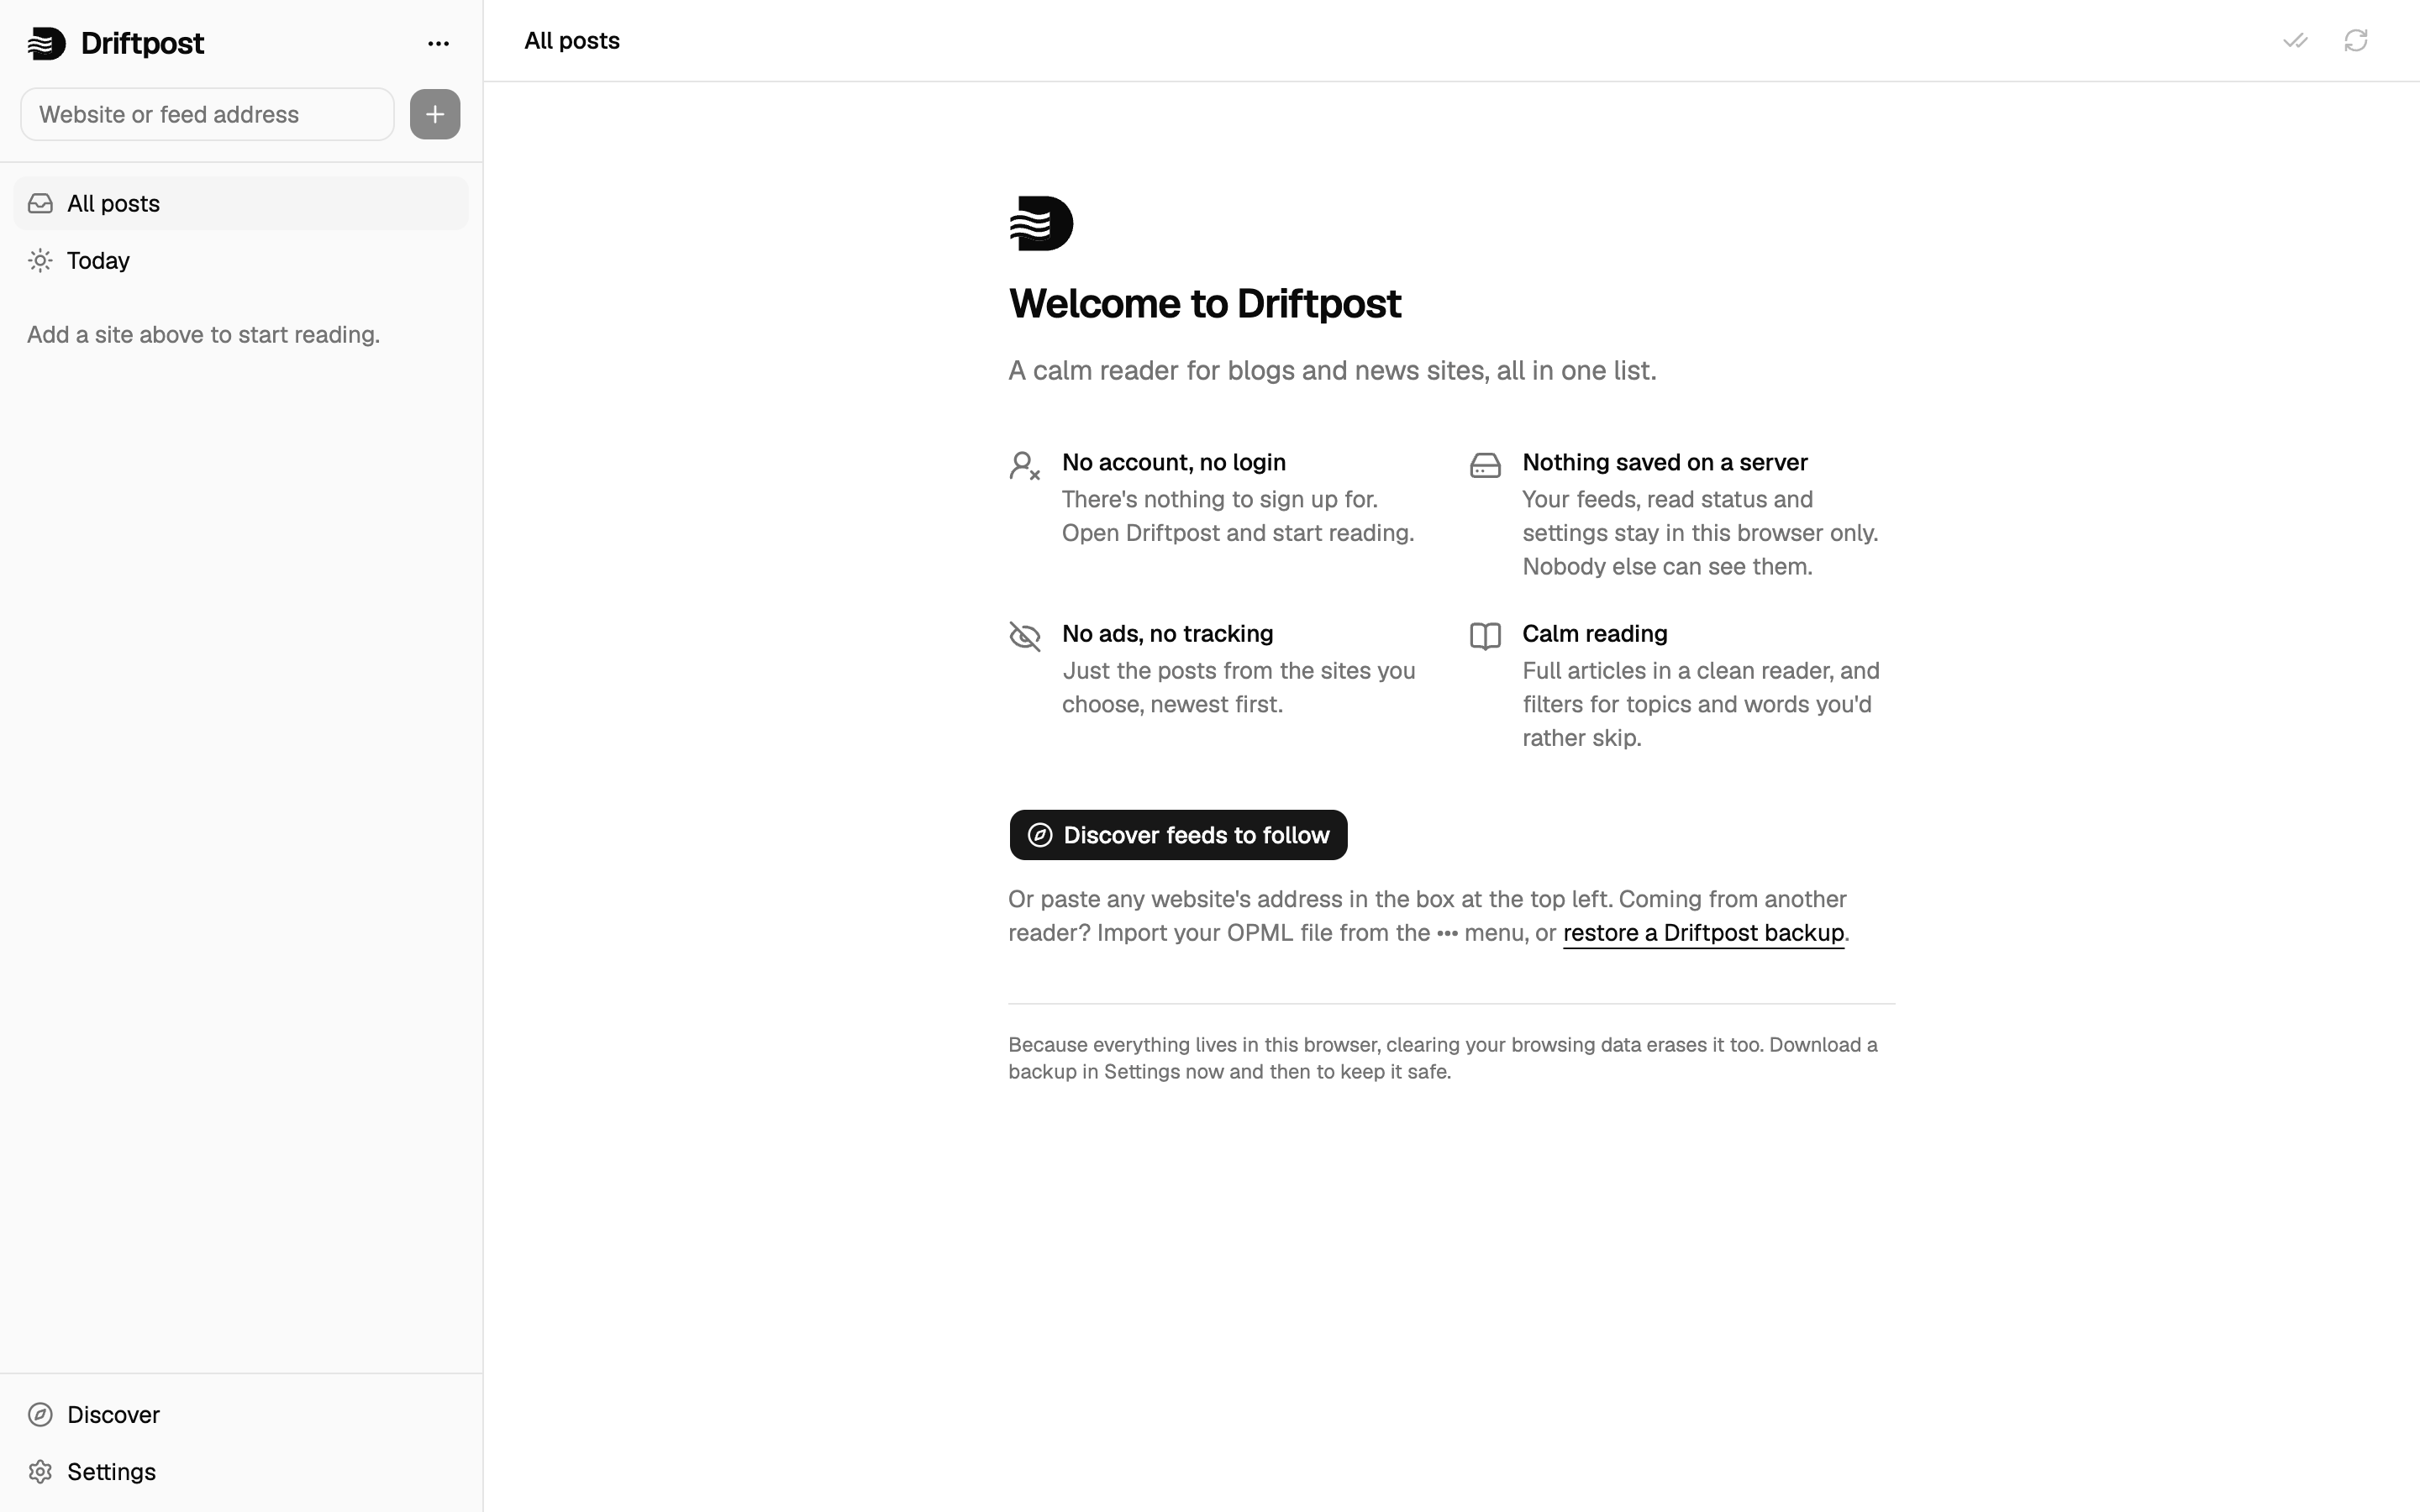 Driftpost
Website or feed address
All posts
Today
Add a site above to start reading.
Discover
Settings
All posts
Welcome to Driftpost
A calm reader for blogs and news sites, all in one list.
No account, no login
There's nothing to sign up for.
Open Driftpost and start reading.
Nothing saved on a server
Your feeds, read status and
settings stay in this browser only.
Nobody else can see them.
No ads, no tracking
Just the posts from the sites you
choose, newest first.
Calm reading
Full articles in a clean reader, and
filters for topics and words you'd
rather skip.
Discover feeds to follow
Or paste any website's address in the box at the top left. Coming from another
reader? Import your OPML file from the ••• menu, or restore a Driftpost backup.
Because everything lives in this browser, clearing your browsing data erases it too. Download a
backup in Settings now and then to keep it safe.